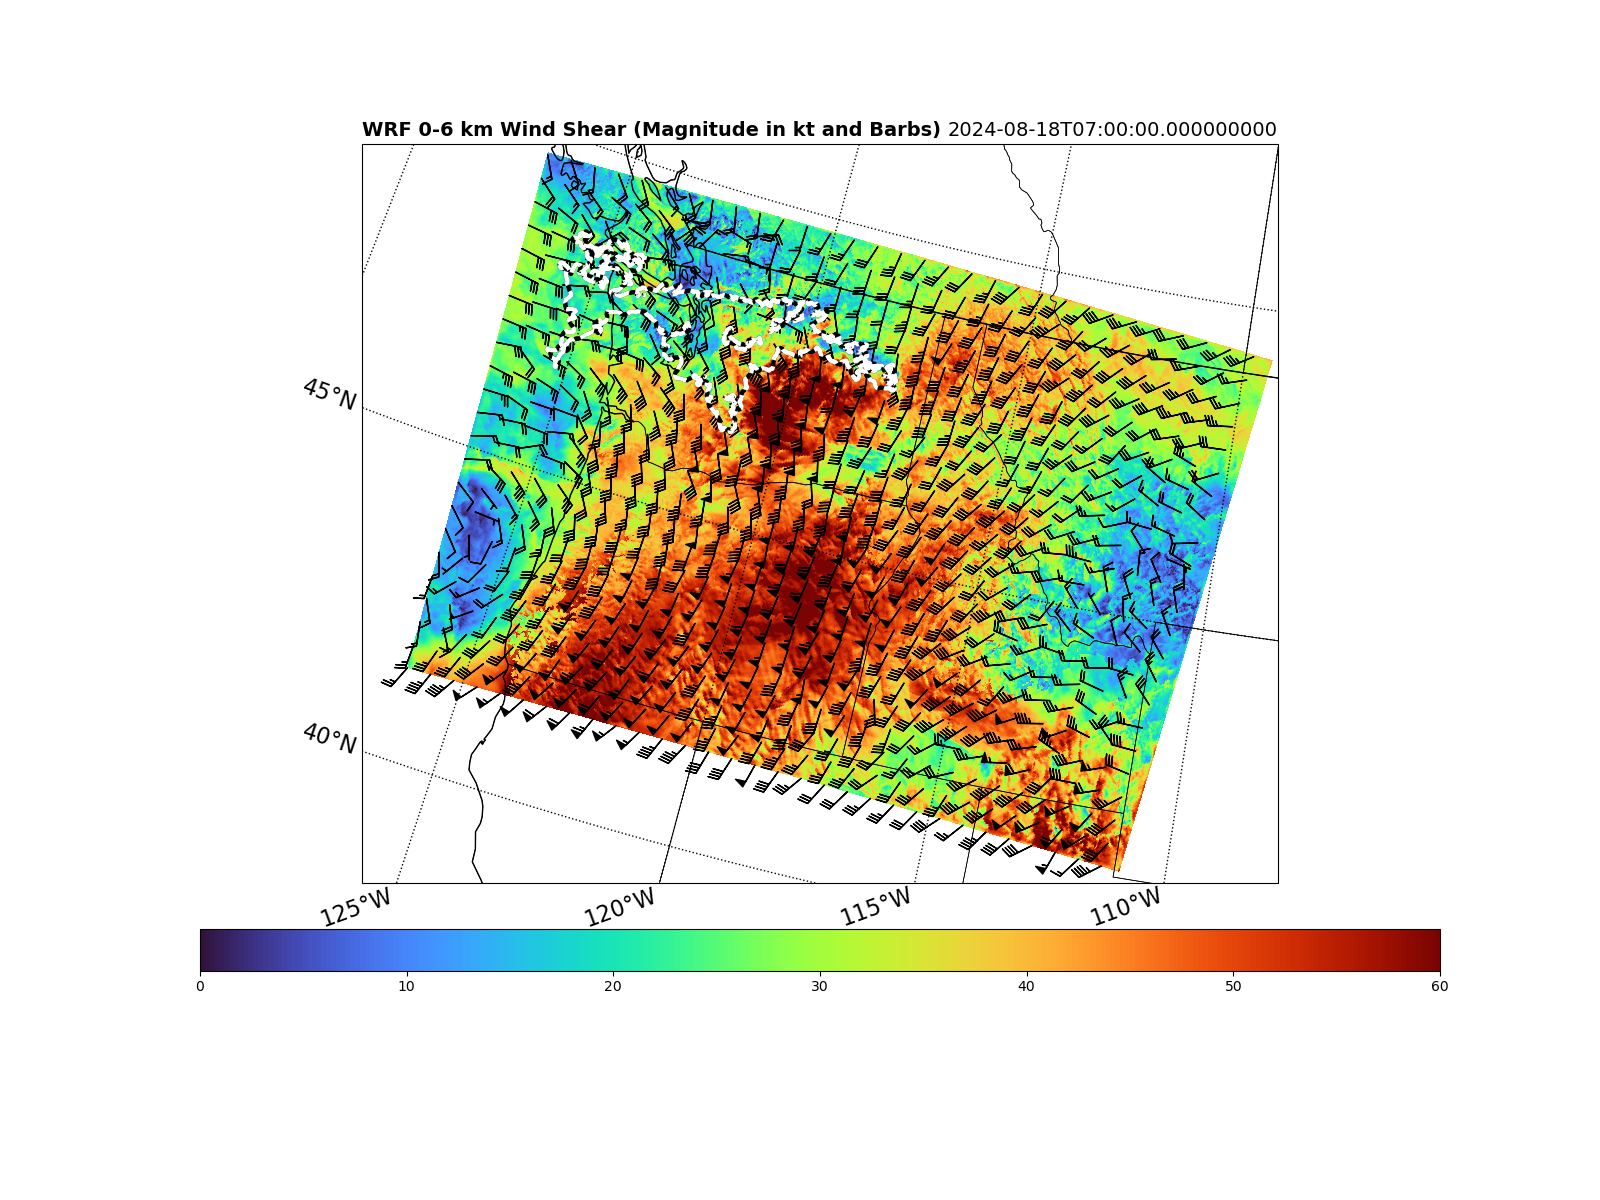 WRF 0-6 km Wind Shear (Magnitude in kt and Barbs) 2024-08-18T07:00:00.000000000
45°N
40°N
125°W 120°W 115°W 110°W
0 10 20 30 40 50 60